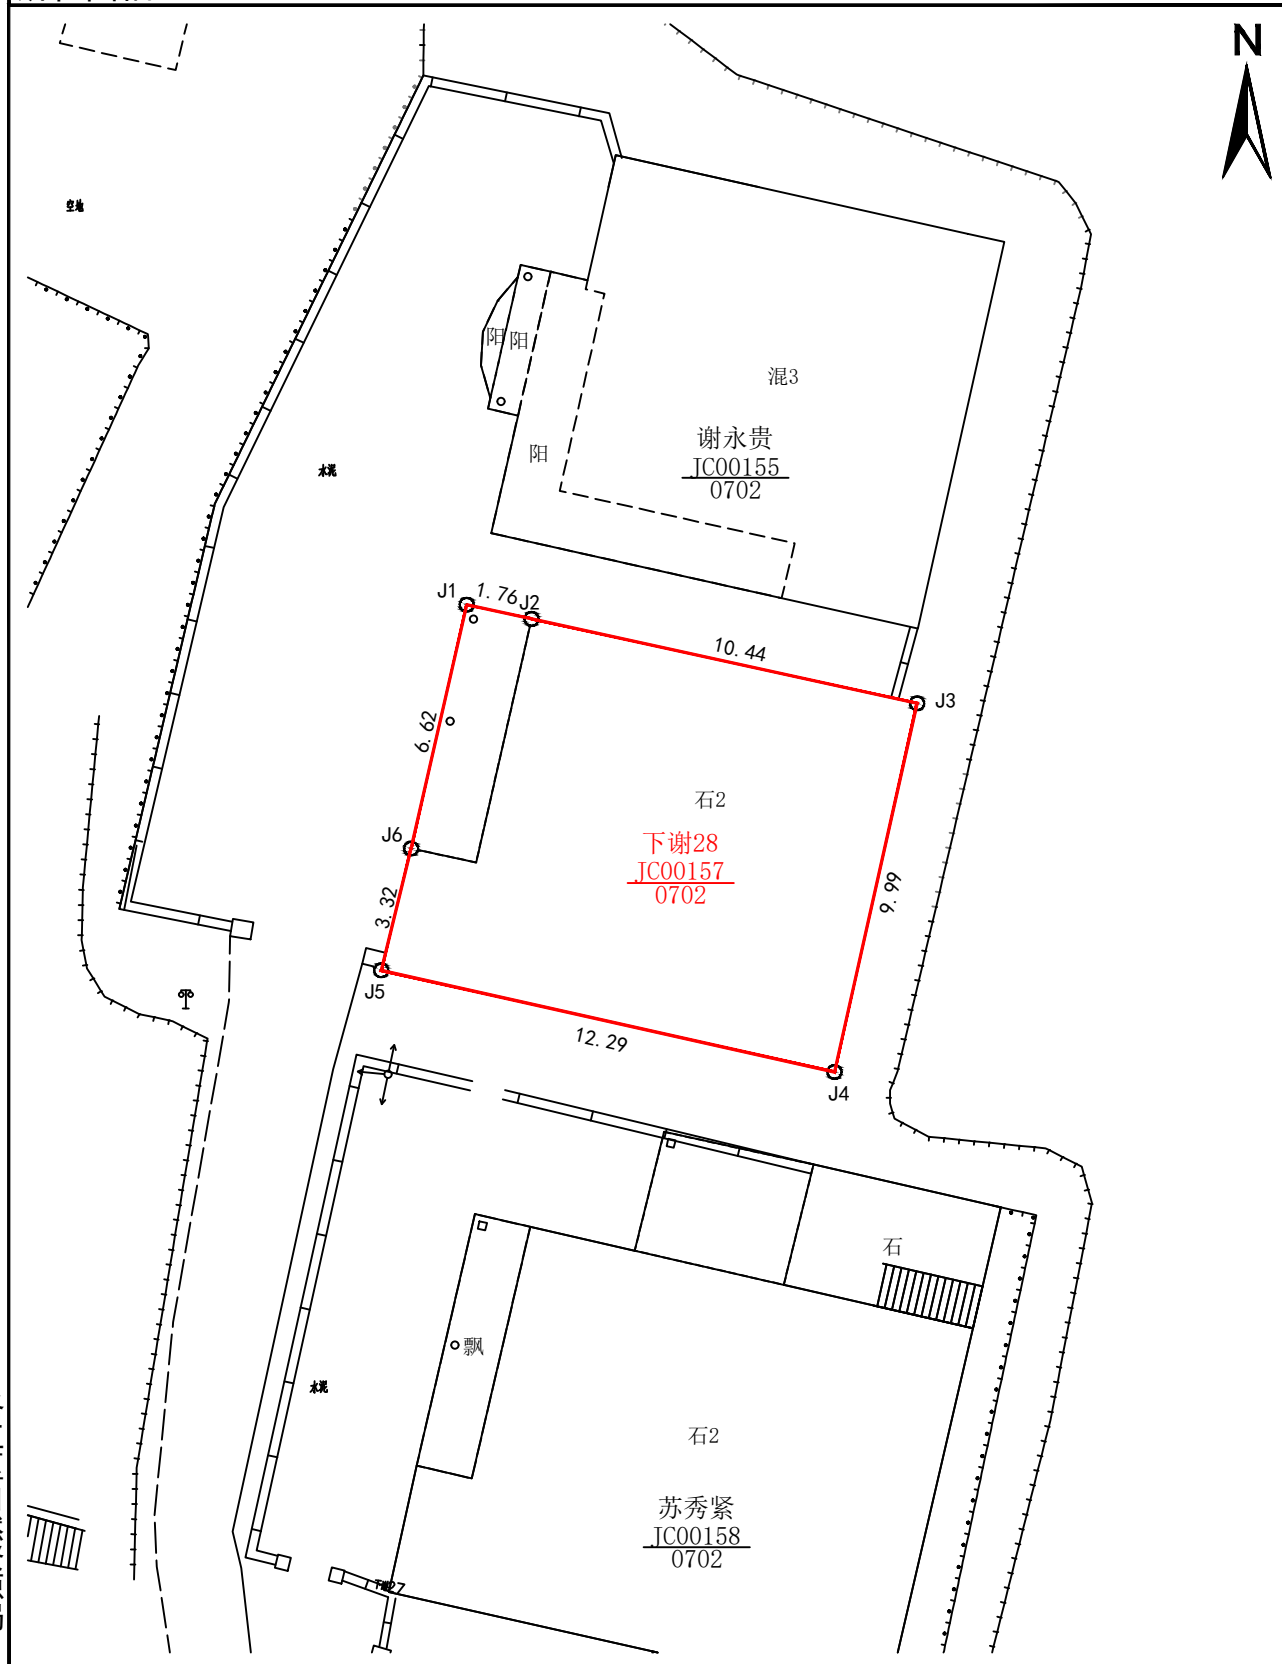 N
空地
阳
阳
混3
谢永贵
JC00155
0702
阳
水泥
J1
1.76
J2
10.44
J3
6.62
石2
J6
下谢28
JC00157
0702
9.99
3.32
J5
12.29
J4
石
飘
水泥
石2
苏秀紧
JC00158
0702